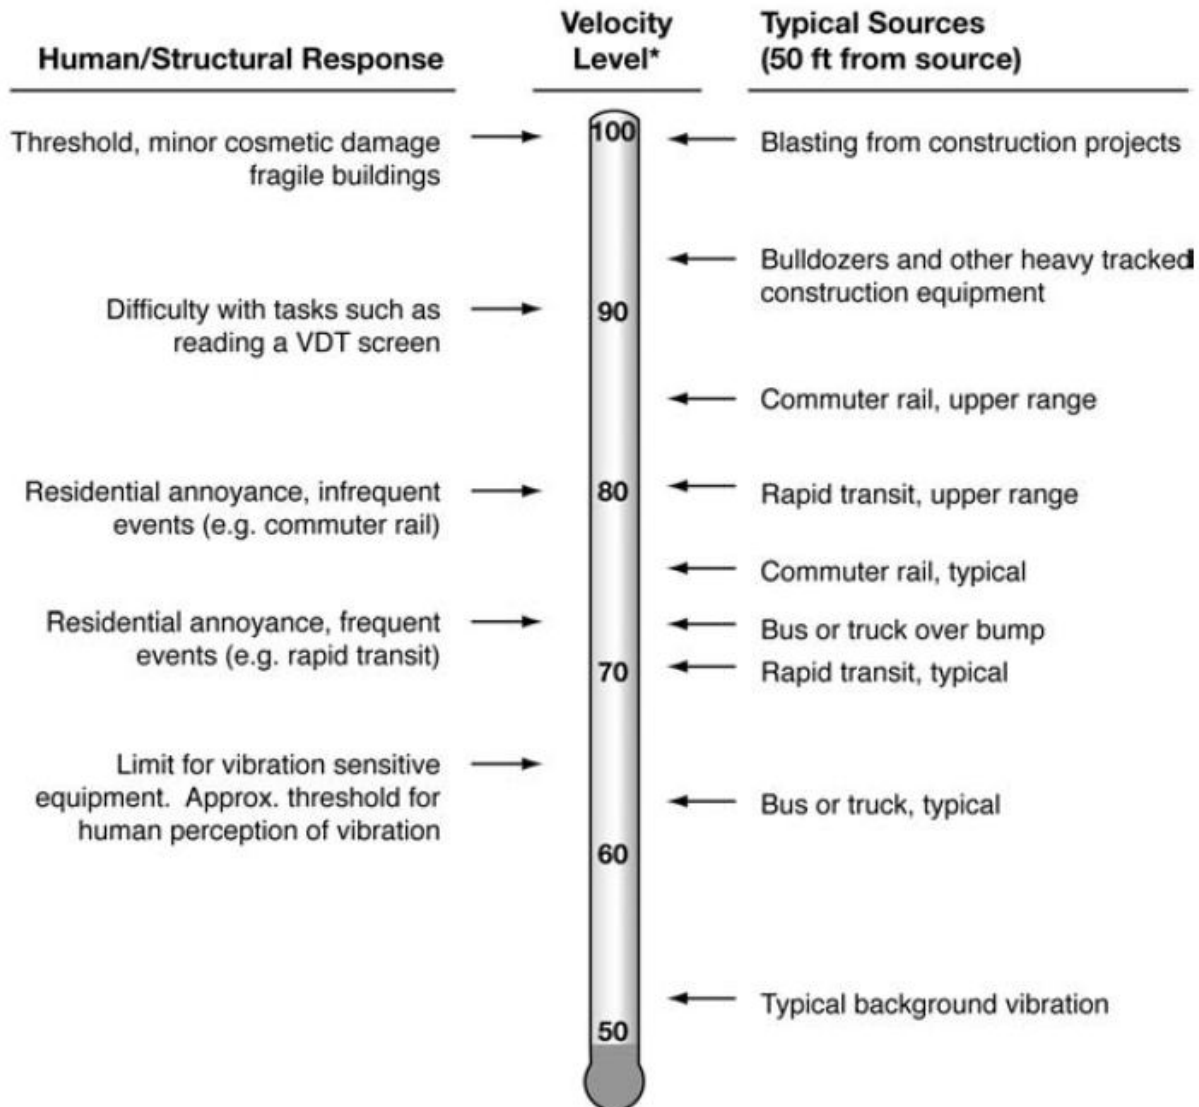 Human/Structural Response
Velocity
Level*
Typical Sources
(50 ft from source)
Threshold, minor cosmetic damage
fragile buildings
100
Blasting from construction projects
Bulldozers and other heavy tracked
construction equipment
Difficulty with tasks such as
reading a VDT screen
90
Commuter rail, upper range
Residential annoyance, infrequent
events (e.g. commuter rail)
80
Rapid transit, upper range
Commuter rail, typical
Residential annoyance, frequent
events (e.g. rapid transit)
Bus or truck over bump
70
Rapid transit, typical
Limit for vibration sensitive
equipment. Approx. threshold for
human perception of vibration
Bus or truck, typical
60
Typical background vibration
50